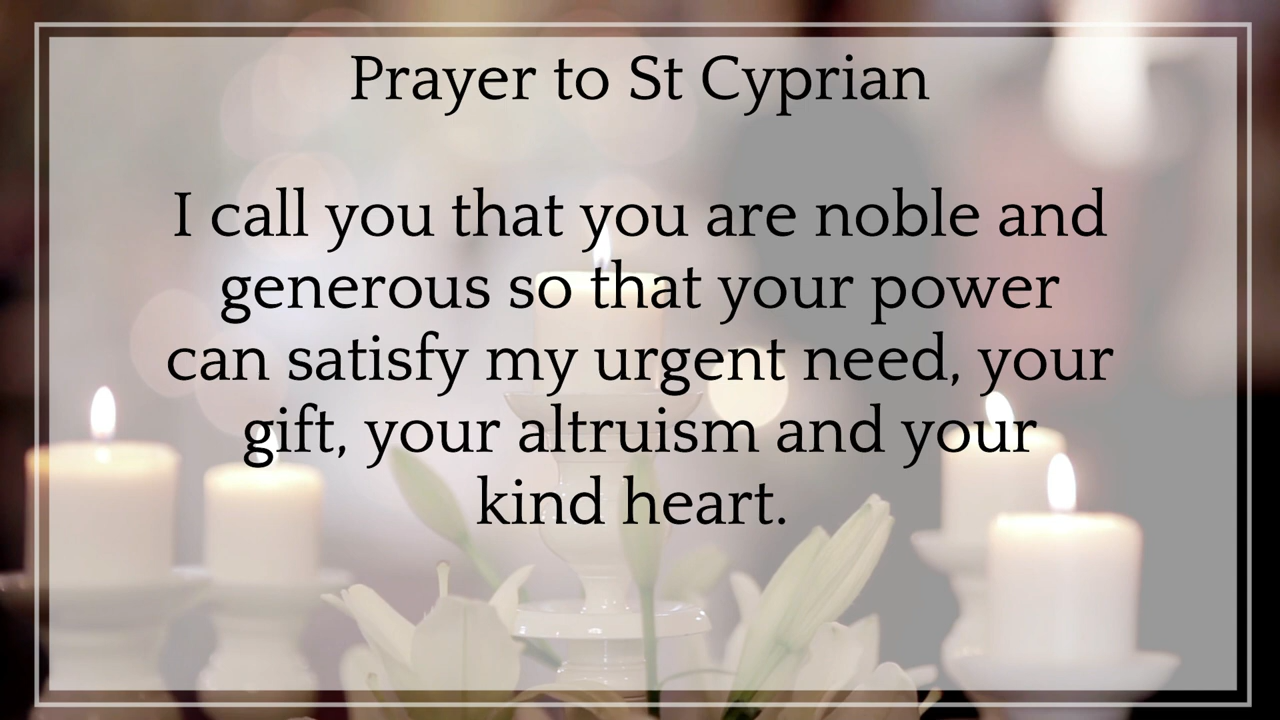 Prayer to St Cyprian
I call you that you are noble and
generous so that your power
can satisfy my urgent need, your
gift, your altruism and your
kind heart.